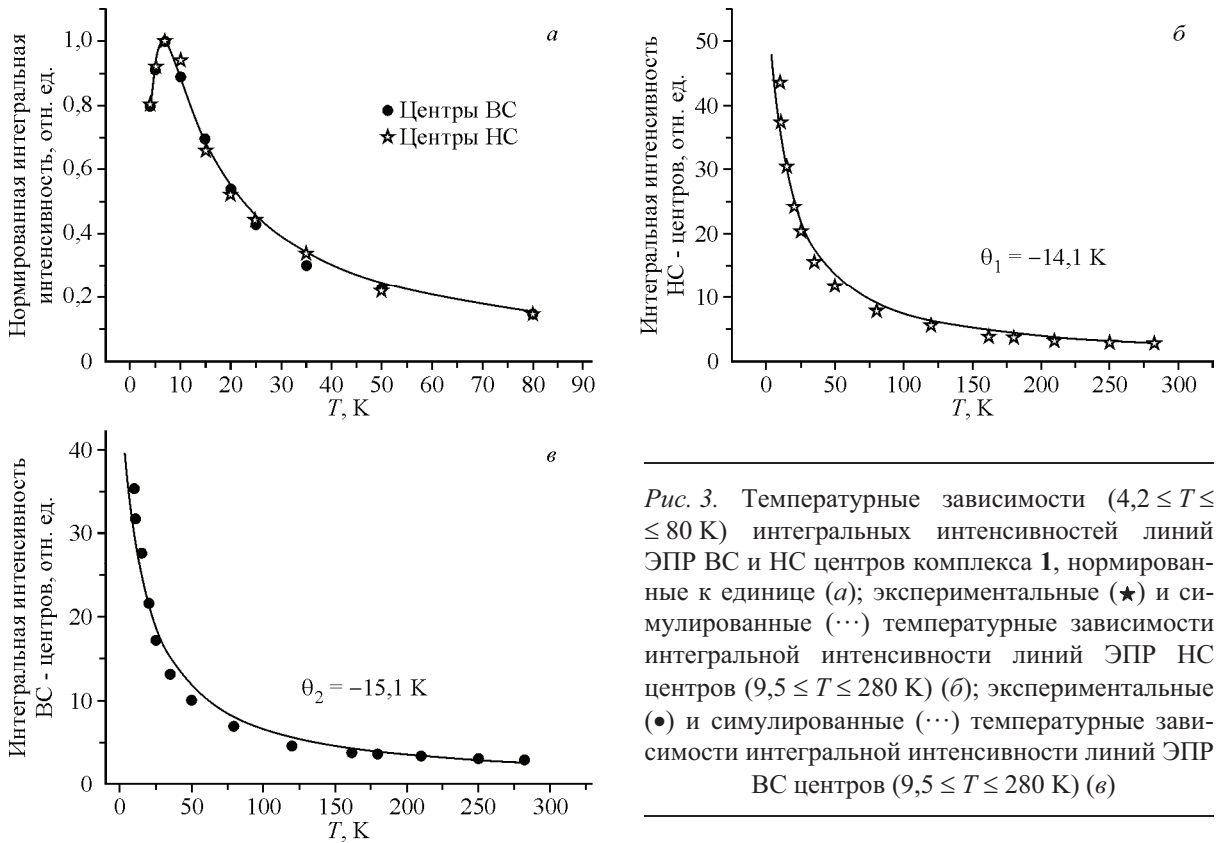 Нормированная интегральная
интенсивность, отн. ед.
а
1,0
0,8
0,6
0,4
0,2
0
● Центры ВС
☆ Центры НС
0 10 20 30 40 50 60 70 80 90
T, K
Интегральная интенсивность
НС - центров, отн. ед.
б
50
40
30
20
10
0
θ1 = −14,1 K
0 50 100 150 200 250 300
T, K
Интегральная интенсивность
ВС - центров, отн. ед.
в
40
30
20
10
0
θ2 = −15,1 K
0 50 100 150 200 250 300
T, K
Рис. 3. Температурные зависимости (4,2 ≤ T ≤
≤ 80 K) интегральных интенсивностей линий
ЭПР ВС и НС центров комплекса 1, нормирован-
ные к единице (а); экспериментальные (★) и си-
мулированные (⋯) температурные зависимости
интегральной интенсивности линий ЭПР НС
центров (9,5 ≤ T ≤ 280 K) (б); экспериментальные
(●) и симулированные (⋯) температурные зави-
симости интегральной интенсивности линий ЭПР
ВС центров (9,5 ≤ T ≤ 280 K) (в)